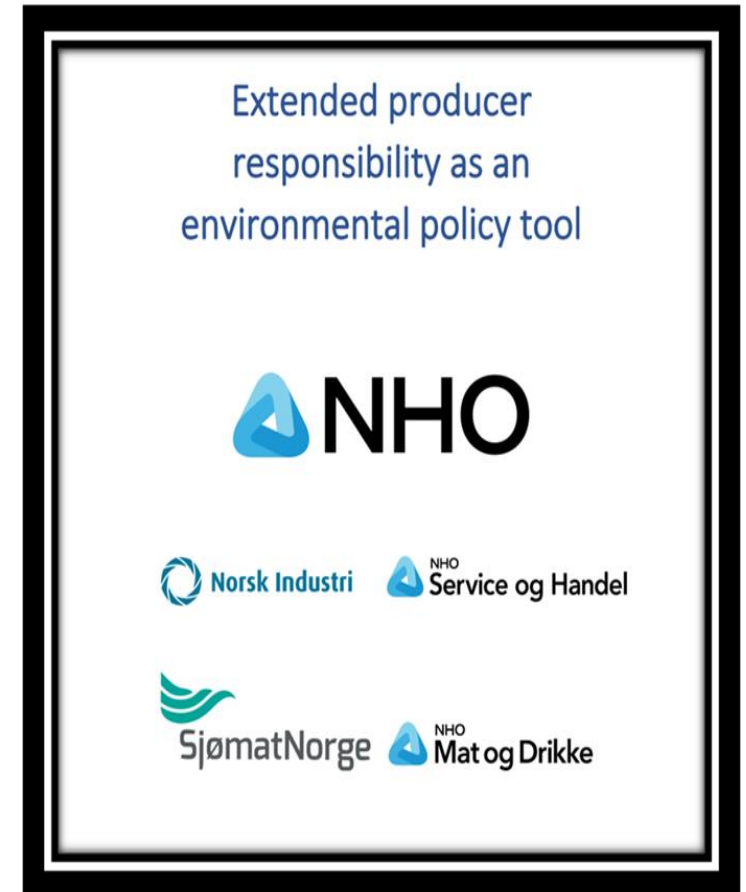 Extended producer
responsibility as an
environmental policy tool
NHO
Norsk Industri
NHO
Service og Handel
SjømatNorge
NHO
Mat og Drikke